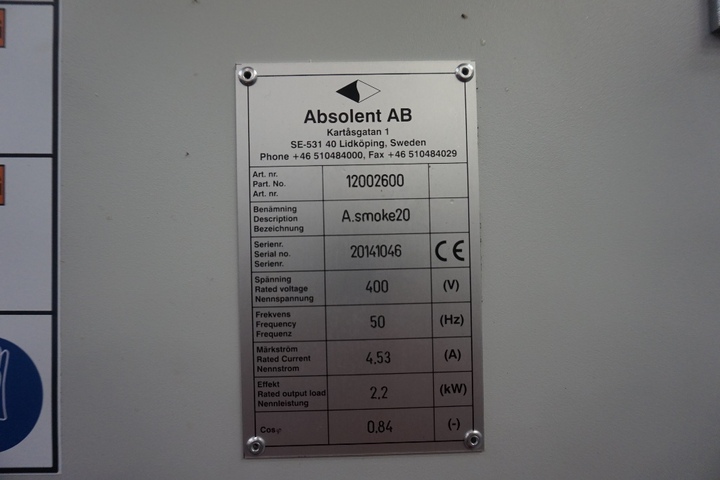 Absolent AB
Kartåsgatan 1
SE-531 40 Lidköping, Sweden
Phone +46 510484000, Fax +46 510484029
Art. nr.
Part. No.
Art. nr.
12002600
Benämning
Description
Bezeichnung
A.smoke20
Serienr.
Serial no.
Serienr.
20141046
CE
Spänning
Rated voltage
Nennspannung
400
(V)
Frekvens
Frequency
Frequenz
50
(Hz)
Märkström
Rated Current
Nennstrom
4.53
(A)
Effekt
Rated output load
Nennleistung
2.2
(kW)
Cosφ
0.84
(-)